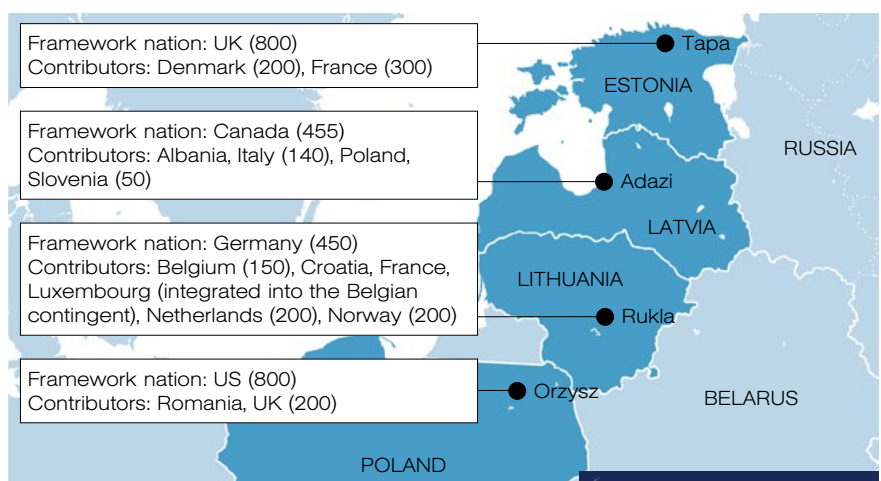 Framework nation: UK (800)
Contributors: Denmark (200), France (300)
Tapa
ESTONIA
Framework nation: Canada (455)
Contributors: Albania, Italy (140), Poland,
Slovenia (50)
RUSSIA
Adazi
LATVIA
Framework nation: Germany (450)
Contributors: Belgium (150), Croatia, France,
Luxembourg (integrated into the Belgian
contingent), Netherlands (200), Norway (200)
LITHUANIA
Rukla
Framework nation: US (800)
Contributors: Romania, UK (200)
Orzysz
BELARUS
POLAND